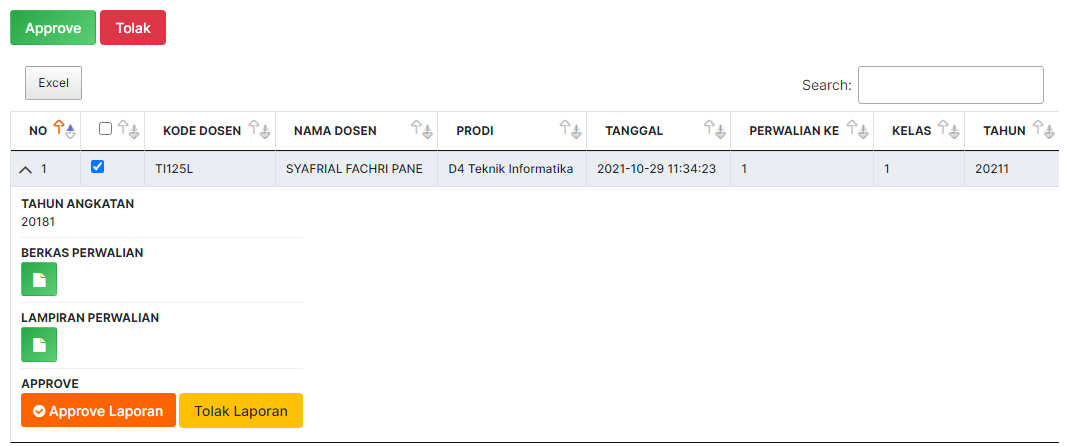 Approve Tolak
Excel Search:
NO KODE DOSEN NAMA DOSEN PRODI TANGGAL PERWALIAN KE KELAS TAHUN
1 TI125L SYAFRIAL FACHRI PANE D4 Teknik Informatika 2021-10-29 11:34:23 1 1 20211
TAHUN ANGKATAN
20181
BERKAS PERWALIAN
LAMPIRAN PERWALIAN
APPROVE
Approve Laporan Tolak Laporan